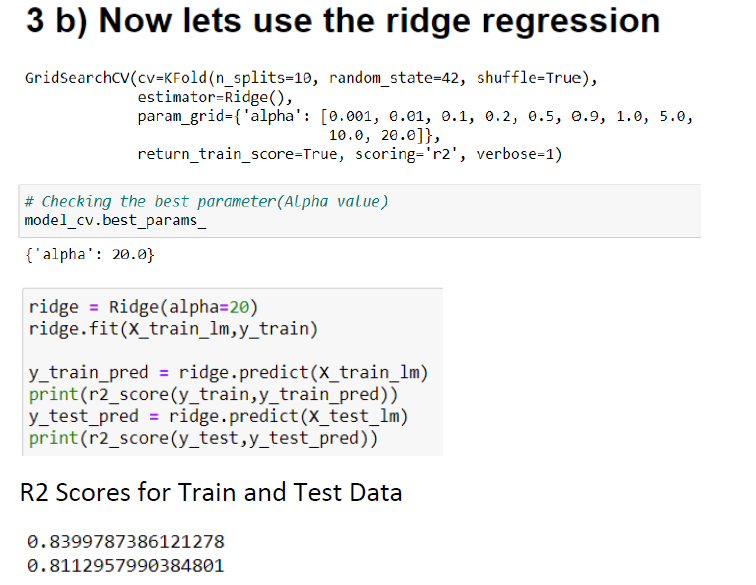 3 b) Now lets use the ridge regression
GridSearchCV(cv=KFold(n_splits=10, random_state=42, shuffle=True),
estimator=Ridge(),
param_grid={'alpha': [0.001, 0.01, 0.1, 0.2, 0.5, 0.9, 1.0, 5.0,
10.0, 20.0]},
return_train_score=True, scoring='r2', verbose=1)
# Checking the best parameter(Alpha value)
model_cv.best_params_
{'alpha': 20.0}
ridge = Ridge(alpha=20)
ridge.fit(X_train_lm,y_train)
y_train_pred = ridge.predict(X_train_lm)
print(r2_score(y_train,y_train_pred))
y_test_pred = ridge.predict(X_test_lm)
print(r2_score(y_test,y_test_pred))
R2 Scores for Train and Test Data
0.8399787386121278
0.8112957990384801